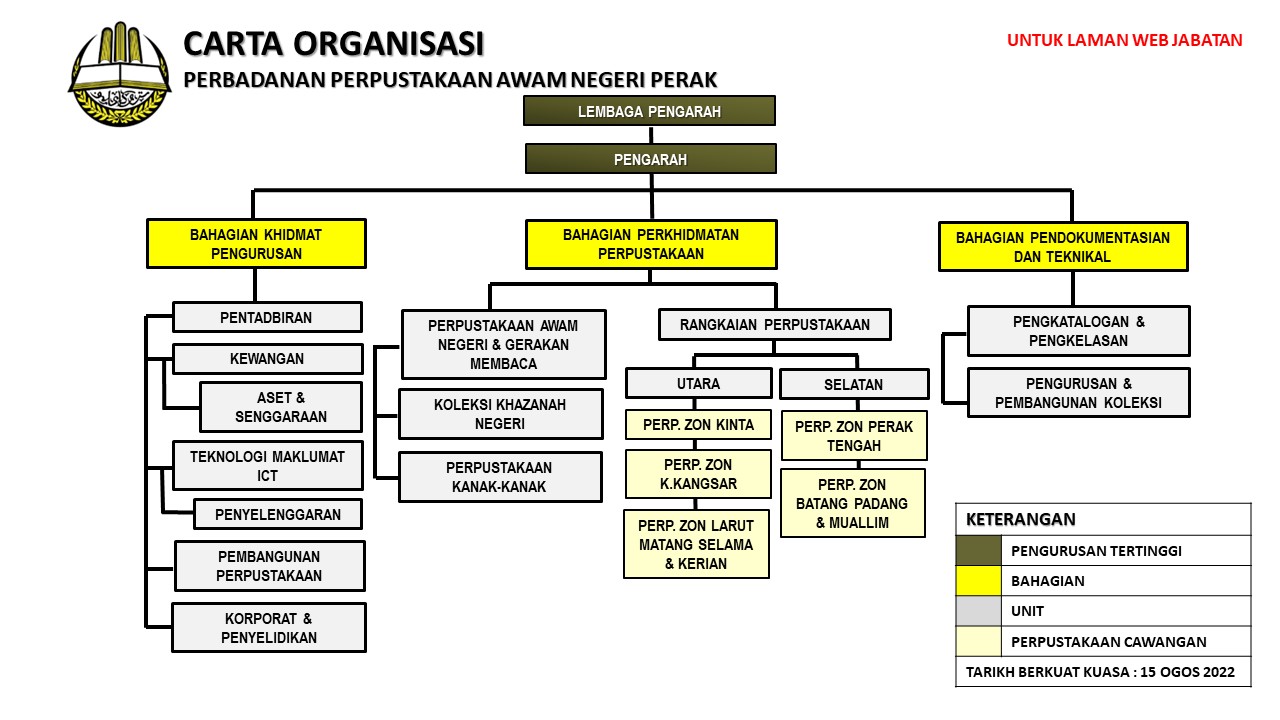 CARTA ORGANISASI
PERBADANAN PERPUSTAKAAN AWAM NEGERI PERAK
UNTUK LAMAN WEB JABATAN
LEMBAGA PENGARAH
PENGARAH
BAHAGIAN KHIDMAT
PENGURUSAN
PENTADBIRAN
KEWANGAN
ASET &
SENGGARAAN
TEKNOLOGI MAKLUMAT
ICT
PENYELENGGARAN
PEMBANGUNAN
PERPUSTAKAAN
KORPORAT &
PENYELIDIKAN
BAHAGIAN PERKHIDMATAN
PERPUSTAKAAN
PERPUSTAKAAN AWAM
NEGERI & GERAKAN
MEMBACA
KOLEKSI KHAZANAH
NEGERI
PERPUSTAKAAN
KANAK-KANAK
RANGKAIAN PERPUSTAKAAN
UTARA
PERP. ZON KINTA
PERP. ZON
K.KANGSAR
PERP. ZON LARUT
MATANG SELAMA
& KERIAN
SELATAN
PERP. ZON PERAK
TENGAH
PERP. ZON
BATANG PADANG
& MUALLIM
BAHAGIAN PENDOKUMENTASIAN
DAN TEKNIKAL
PENGKATALOGAN &
PENGKELASAN
PENGURUSAN &
PEMBANGUNAN KOLEKSI
KETERANGAN
PENGURUSAN TERTINGGI
BAHAGIAN
UNIT
PERPUSTAKAAN CAWANGAN
TARIKH BERKUAT KUASA : 15 OGOS 2022